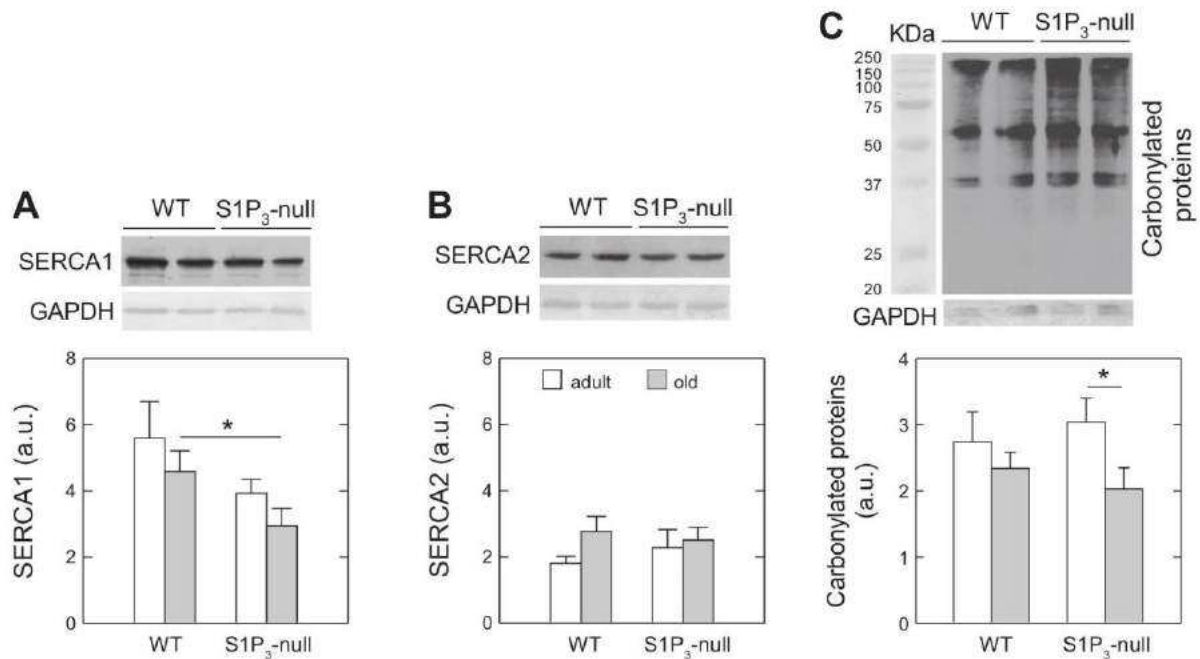 A
WT S1P₃-null
SERCA1
GAPDH
SERCA1 (a.u.)
8
6
4
2
0
*
WT S1P₃-null
B
WT S1P₃-null
SERCA2
GAPDH
SERCA2 (a.u.)
8
6
4
2
0
adult old
WT S1P₃-null
C
KDa WT S1P₃-null
250
150
100
75
50
37
25
20
Carbonylated
proteins
GAPDH
Carbonylated proteins
(a.u.)
4
3
2
1
0
*
WT S1P₃-null